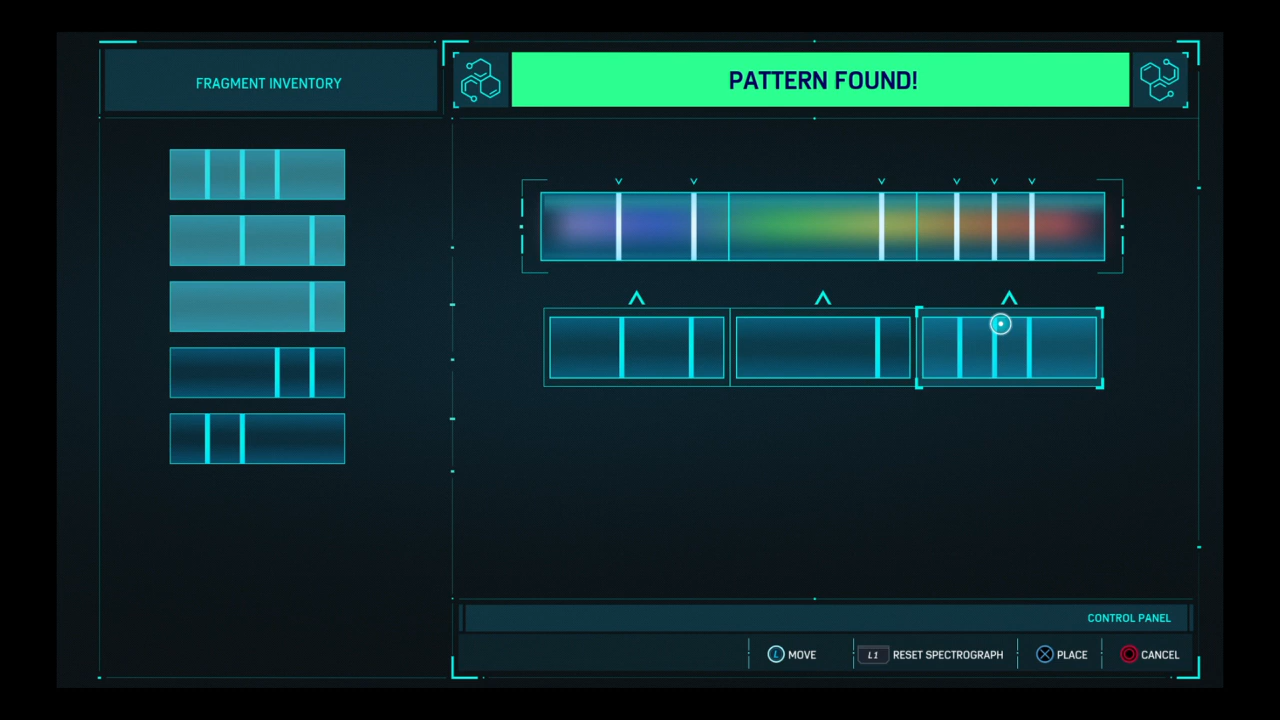 FRAGMENT INVENTORY
PATTERN FOUND!
CONTROL PANEL
L MOVE
L1 RESET SPECTROGRAPH
PLACE
CANCEL